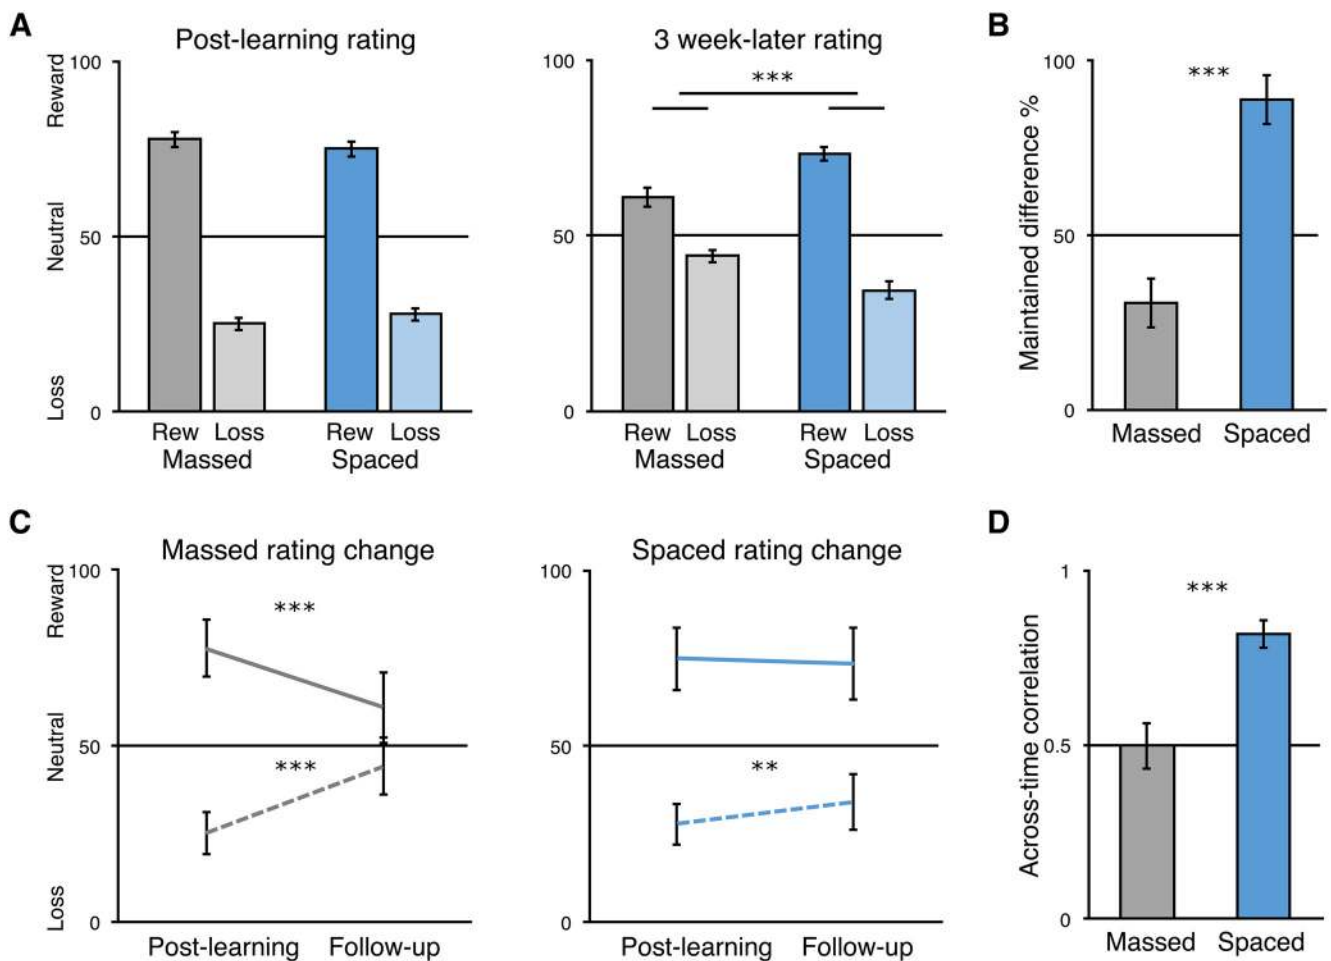 A
Post-learning rating
Reward
Neutral
Loss
100
50
0
Rew Loss
Massed
Rew Loss
Spaced
3 week-later rating
100
50
0
***
Rew Loss
Massed
Rew Loss
Spaced
B
Maintained difference %
100
50
0
***
Massed
Spaced
C
Massed rating change
Reward
Neutral
Loss
100
50
0
***
***
Post-learning
Follow-up
Spaced rating change
100
50
0
**
Post-learning
Follow-up
D
Across-time correlation
1
0.5
0
***
Massed
Spaced